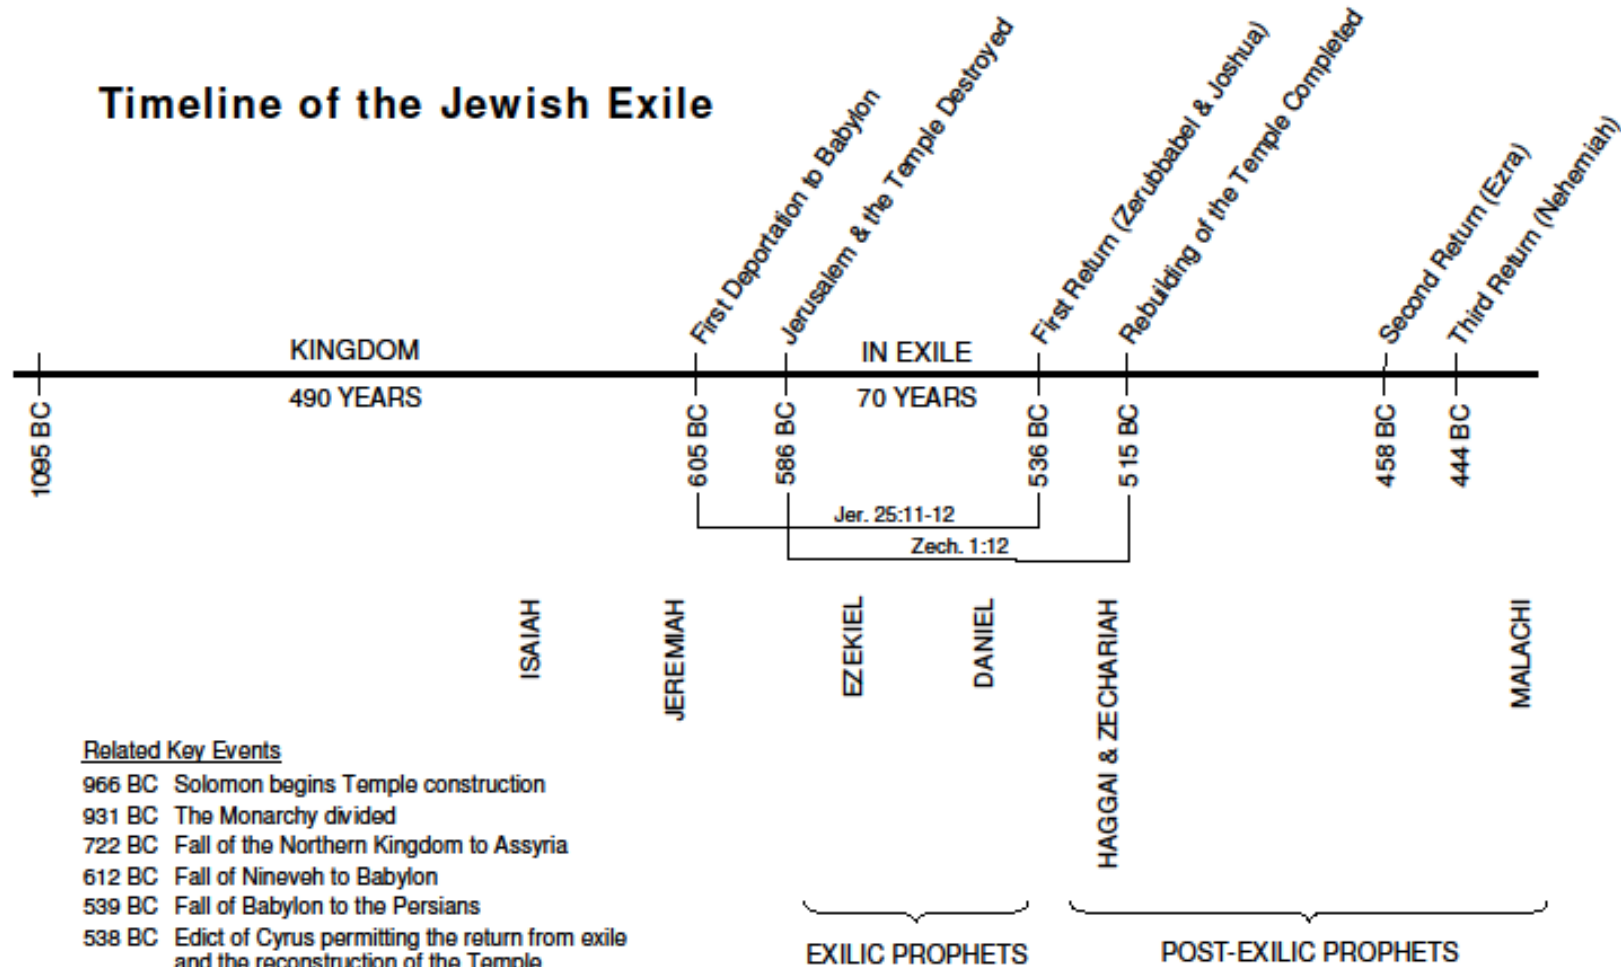 Timeline of the Jewish Exile
First Deportation to Babylon
Jerusalem & the Temple Destroyed
First Return (Zerubbabel & Joshua)
Rebuilding of the Temple Completed
Second Return (Ezra)
Third Return (Nehemiah)
KINGDOM
IN EXILE
490 YEARS
70 YEARS
1095 BC
605 BC
586 BC
536 BC
515 BC
458 BC
444 BC
Jer. 25:11-12
Zech. 1:12
ISAIAH
JEREMIAH
EZEKIEL
DANIEL
HAGGAI & ZECHARIAH
MALACHI
Related Key Events
966 BC Solomon begins Temple construction
931 BC The Monarchy divided
722 BC Fall of the Northern Kingdom to Assyria
612 BC Fall of Nineveh to Babylon
539 BC Fall of Babylon to the Persians
538 BC Edict of Cyrus permitting the return from exile
and the reconstruction of the Temple
EXILIC PROPHETS
POST-EXILIC PROPHETS